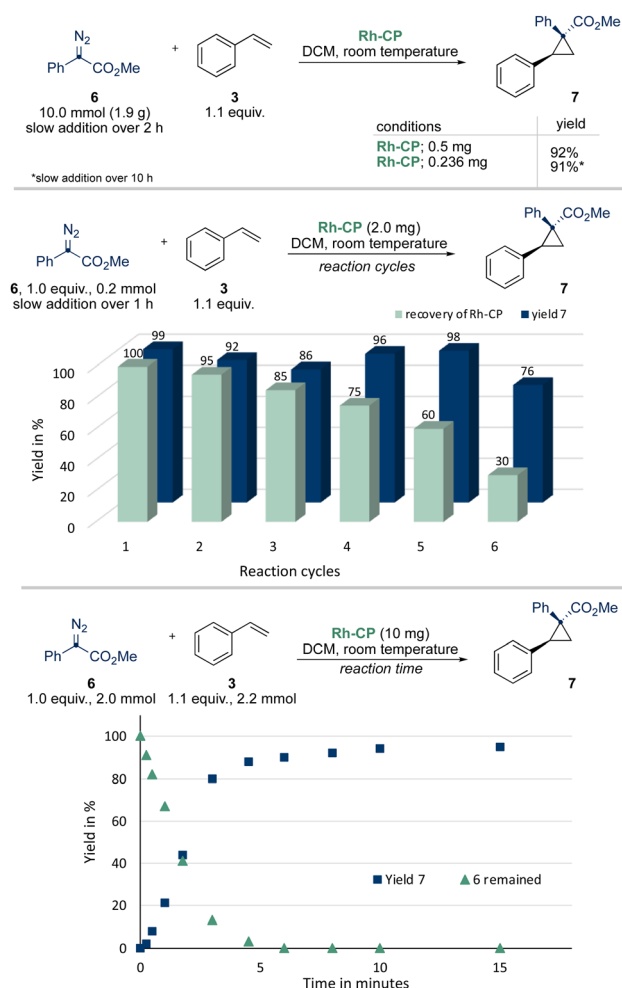 N₂
Ph CO₂Me
+
Rh-CP
DCM, room temperature
Ph CO₂Me
6
10.0 mmol (1.9 g)
slow addition over 2 h
3
1.1 equiv.
7
conditions yield
Rh-CP; 0.5 mg 92%
Rh-CP; 0.236 mg 91%*
*slow addition over 10 h
N₂
Ph CO₂Me
+
Rh-CP (2.0 mg)
DCM, room temperature
reaction cycles
Ph CO₂Me
6, 1.0 equiv., 0.2 mmol
slow addition over 1 h
3
1.1 equiv.
7
recovery of Rh-CP yield 7
Yield in %
100
80
60
40
20
0
100 99
95 92
85 86
75 96
60 98
30 76
1 2 3 4 5 6
Reaction cycles
N₂
Ph CO₂Me
+
Rh-CP (10 mg)
DCM, room temperature
reaction time
Ph CO₂Me
6
1.0 equiv., 2.0 mmol
3
1.1 equiv., 2.2 mmol
7
Yield in %
100
80
60
40
20
0
Yield 7 6 remained
0 5 10 15
Time in minutes